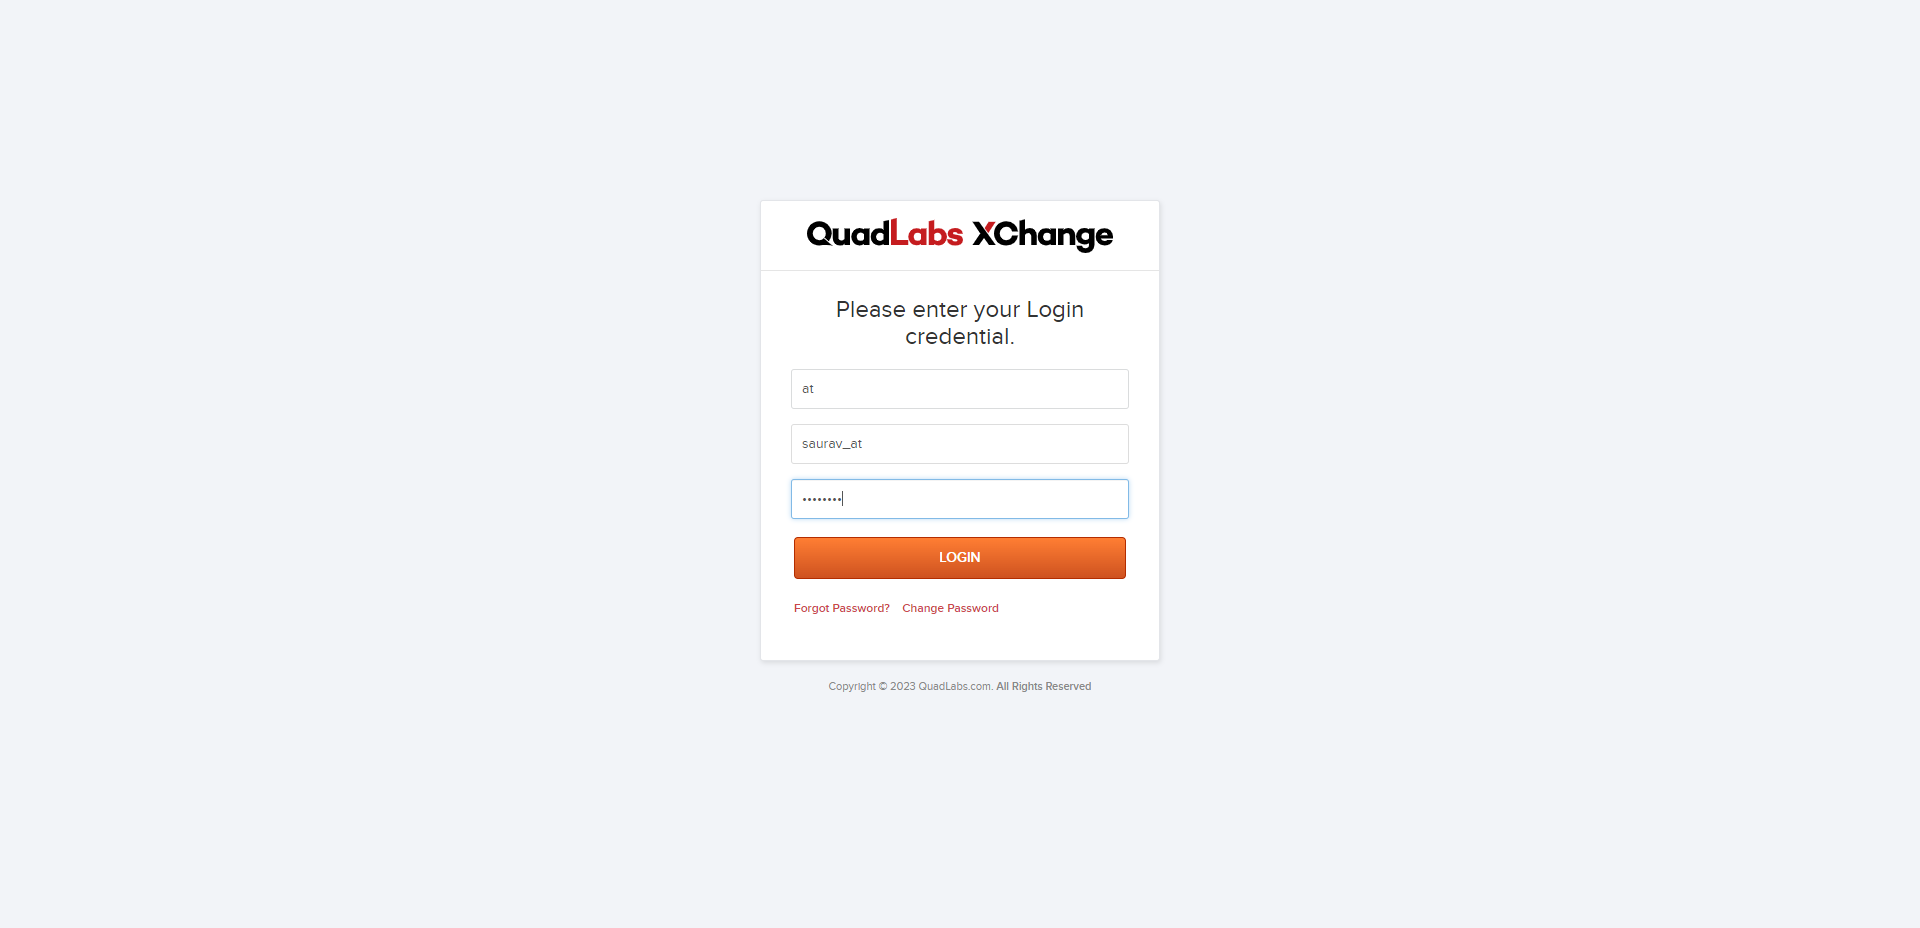 QuadLabs XChange
Please enter your Login
credential.
at
saurav_at
••••••••
LOGIN
Forgot Password? Change Password
Copyright © 2023 QuadLabs.com. All Rights Reserved